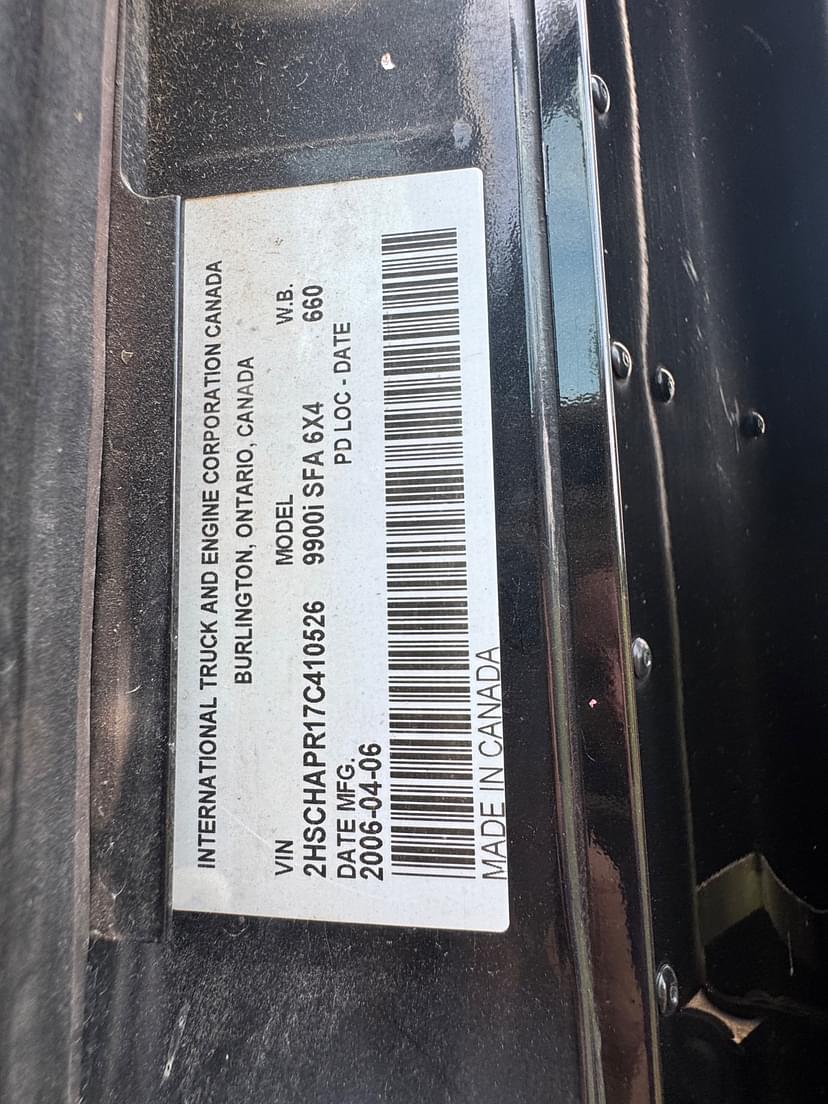 INTERNATIONAL TRUCK AND ENGINE CORPORATION CANADA
BURLINGTON, ONTARIO, CANADA
VIN MODEL W.B.
2HSCHAPR17C410526 9900i SFA 6X4 660
DATE MFG. PD LOC - DATE
2006-04-06
MADE IN CANADA